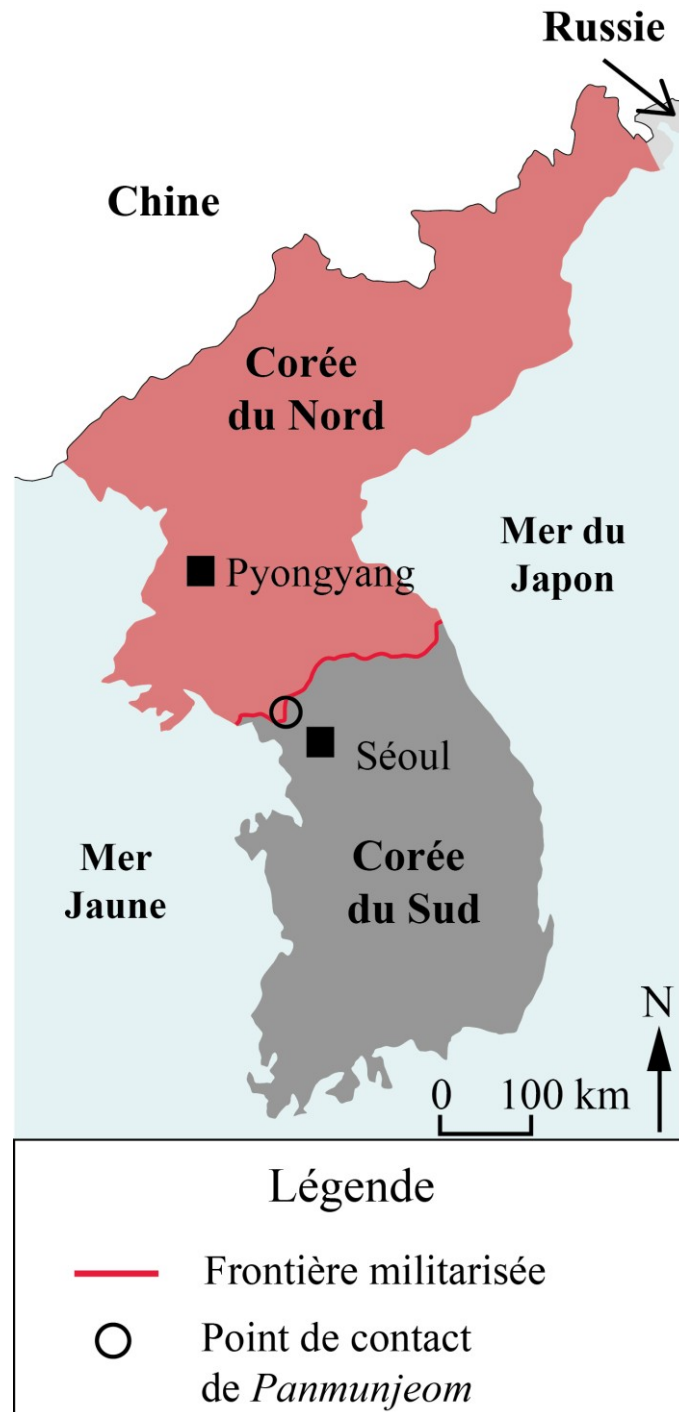 Russie
Chine
Corée
du Nord
Mer du
Japon
Pyongyang
Séoul
Mer
Jaune
Corée
du Sud
N
0 100 km
Légende
Frontière militarisée
Point de contact
de Panmunjeom